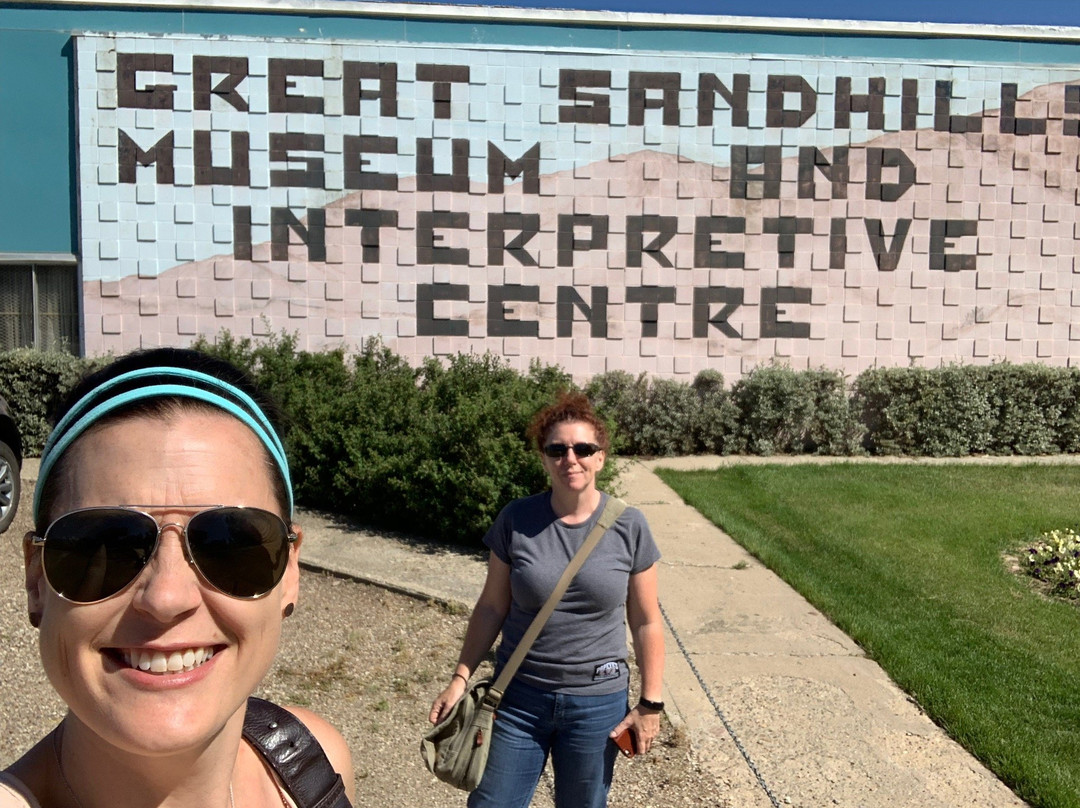 GREAT SANDHILLS
MUSEUM AND
INTERPRETIVE
CENTRE